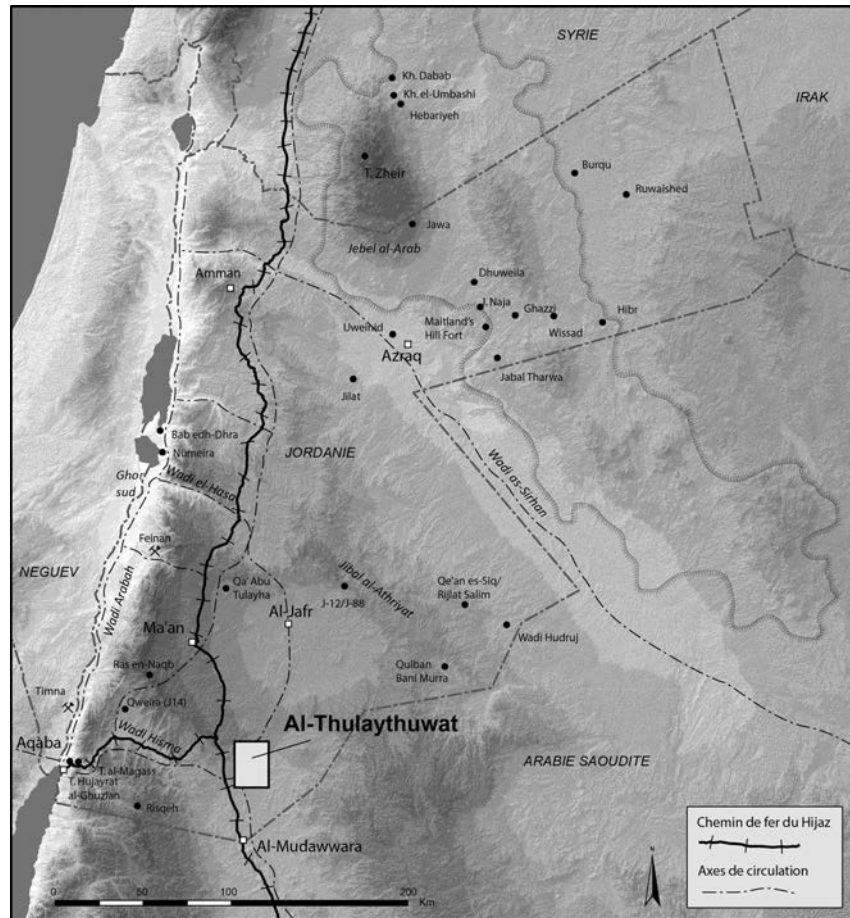 SYRIE
IRAK
Kh. Dabab
Kh. el-Umbashi
Hebariyeh
T. Zheir
Burqu
Ruwaished
Jawa
Jebel al-Arab
Amman
Dhuweila
J. Naja
Ghazzi
Hibr
Maitland's
Hill Fort
Wissad
Uweinid
Azraq
Jabal Tharwa
Jilat
Bab edh-Dhra
Numeira
JORDANIE
Ghor
sud
Wadi el-Hasa
Wadi as-Sirhan
Feinan
NEGUEV
Wadi Arabah
Qa' Abu
Tulayha
Jibal al-Athriyat
J-12/J-88
Qe'an es-Siq/
Rijlat Salim
Al-Jafr
Ma'an
Wadi Hudruj
Ras en-Naqb
Qulban
Bani Murra
Timna
Qweira (J14)
Wadi Hisma
Al-Thulaythuwat
Aqaba
T. al-Magass
T. Hujayrat
al-Ghuzlan
ARABIE SAOUDITE
Risqeh
Al-Mudawwara
Chemin de fer du Hijaz
Axes de circulation
0 50 100 200
Km